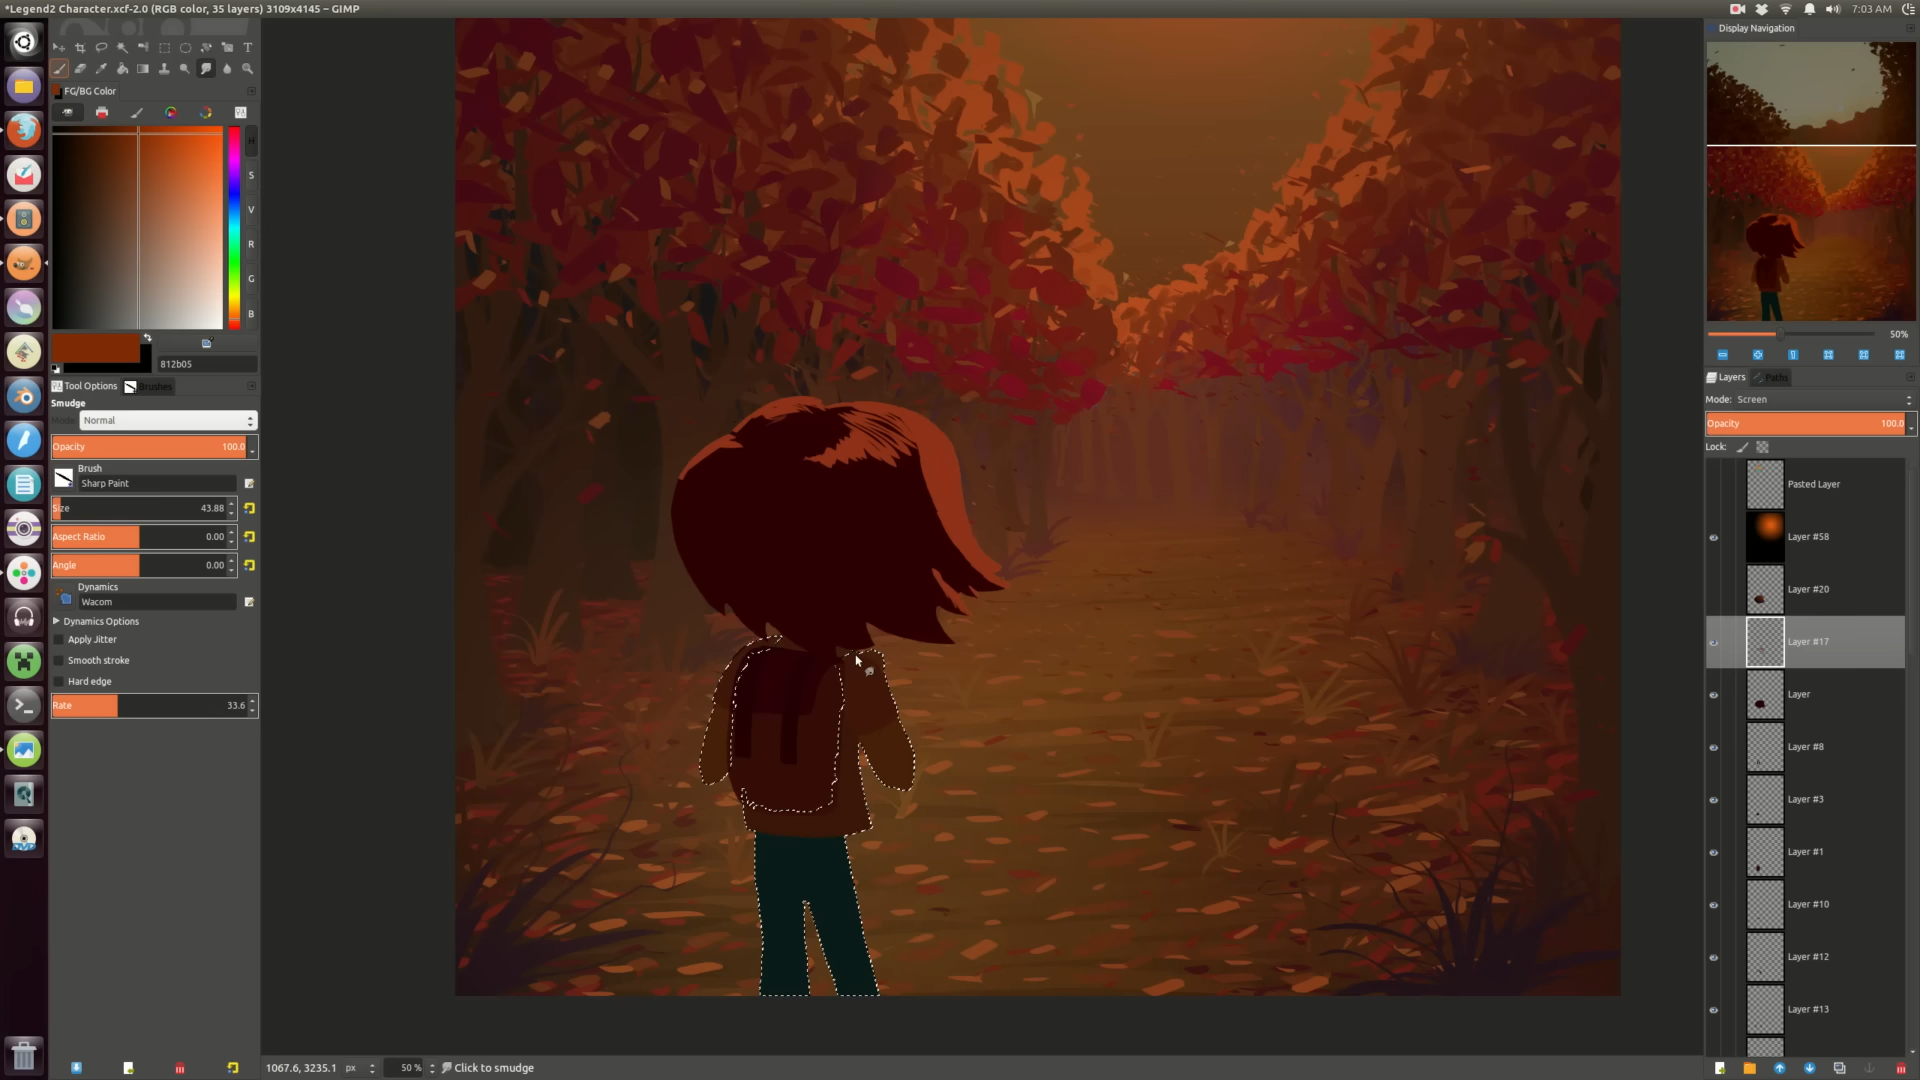 *Legend2 Character.xcf-2.0 (RGB color, 35 layers) 3109x4145 – GIMP
7:03 AM
Display Navigation
FG/BG Color
H
S
V
R
G
B
812b05
Tool Options
Brushes
Smudge
Mode:
Normal
Opacity
100.0
Brush
Sharp Paint
Size
43.88
Aspect Ratio
0.00
Angle
0.00
Dynamics
Wacom
Dynamics Options
Apply Jitter
Smooth stroke
Hard edge
Rate
33.6
50%
Layers
Paths
Mode:
Screen
Opacity
100.0
Lock:
Pasted Layer
Layer #58
Layer #20
Layer #17
Layer
Layer #8
Layer #3
Layer #1
Layer #10
Layer #12
Layer #13
1067.6, 3235.1
px
50 %
Click to smudge